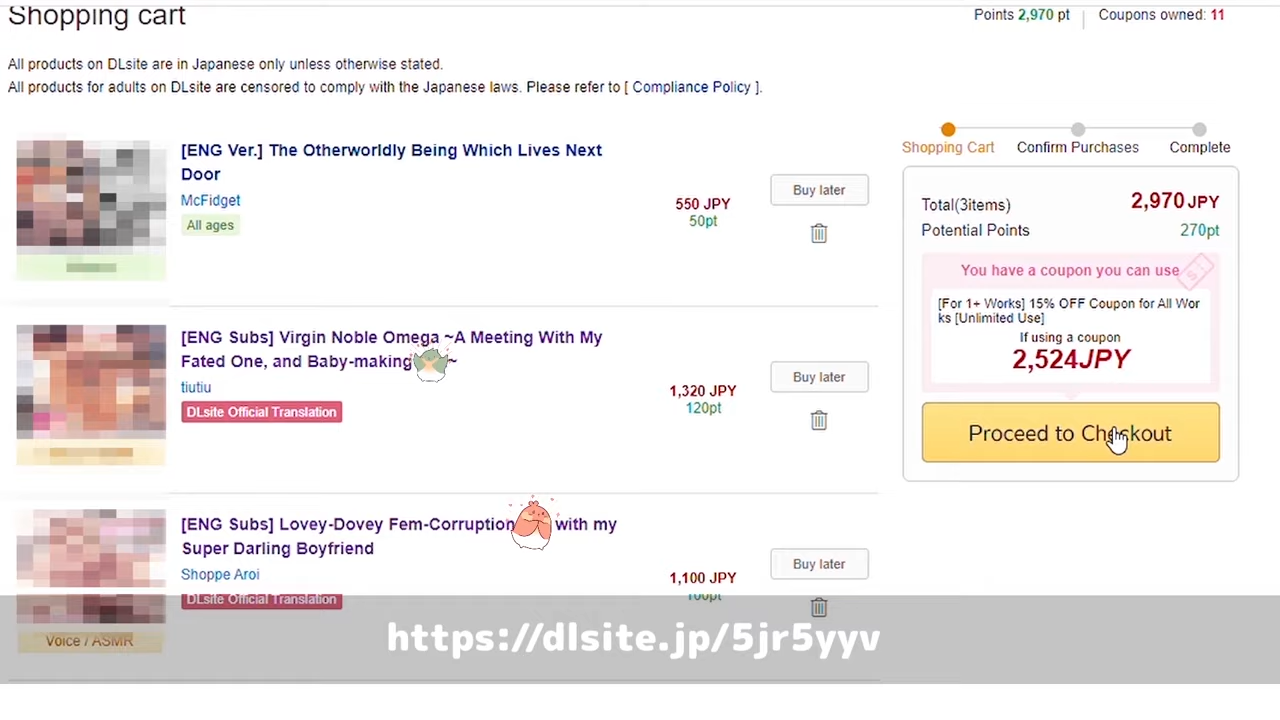 Shopping cart
Points 2,970 pt
Coupons owned: 11
All products on DLsite are in Japanese only unless otherwise stated.
All products for adults on DLsite are censored to comply with the Japanese laws. Please refer to [ Compliance Policy ].
[ENG Ver.] The Otherworldly Being Which Lives Next
Door
McFidget
All ages
550 JPY
50pt
Buy later
[ENG Subs] Virgin Noble Omega ~A Meeting With My
Fated One, and Baby-making ~
tiutiu
DLsite Official Translation
1,320 JPY
120pt
Buy later
[ENG Subs] Lovey-Dovey Fem-Corruption with my
Super Darling Boyfriend
Shoppe Aroi
DLsite Official Translation
Voice / ASMR
1,100 JPY
100pt
Buy later
Shopping Cart
Confirm Purchases
Complete
Total(3items)
2,970 JPY
Potential Points
270pt
You have a coupon you can use
[For 1+ Works] 15% OFF Coupon for All Wor
ks [Unlimited Use]
If using a coupon
2,524JPY
Proceed to Checkout
https://dlsite.jp/5jr5yyv